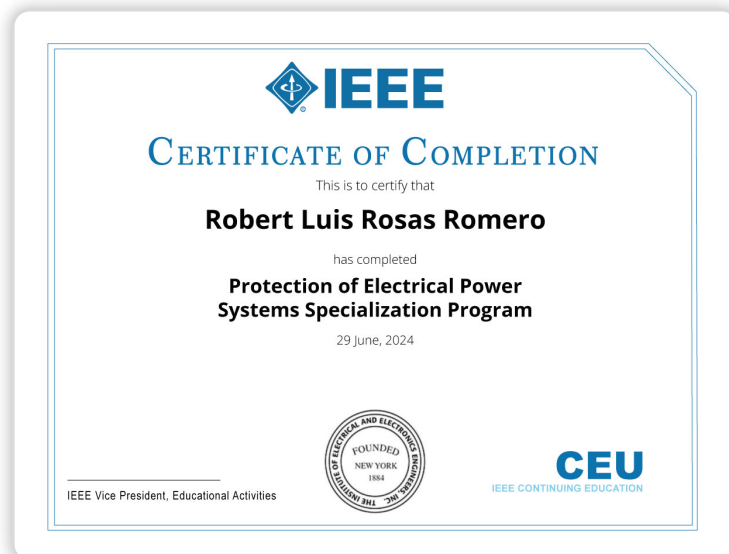 IEEE
CERTIFICATE OF COMPLETION
This is to certify that
Robert Luis Rosas Romero
has completed
Protection of Electrical Power
Systems Specialization Program
29 June, 2024
THE INSTITUTE OF ELECTRICAL AND ELECTRONICS ENGINEERS, INC.
FOUNDED
NEW YORK
1884
IEEE Vice President, Educational Activities
CEU
IEEE CONTINUING EDUCATION